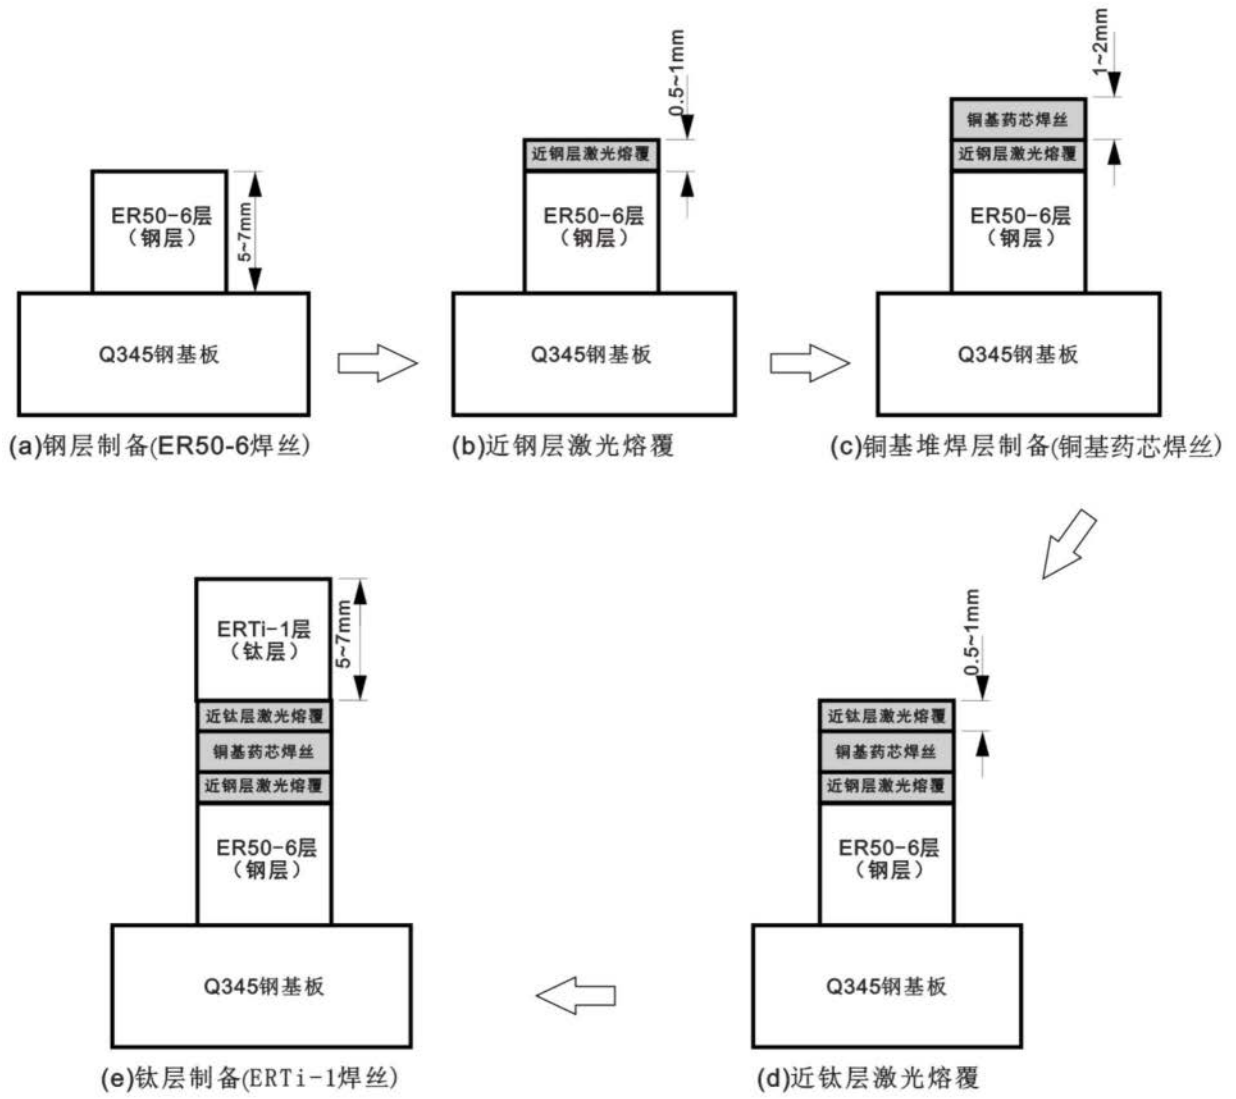 ER50-6层
（钢层）
5~7mm
Q345钢基板
(a)钢层制备(ER50-6焊丝)
0.5~1mm
近钢层激光熔覆
ER50-6层
（钢层）
Q345钢基板
(b)近钢层激光熔覆
1~2mm
铜基药芯焊丝
近钢层激光熔覆
ER50-6层
（钢层）
Q345钢基板
(c)铜基堆焊层制备(铜基药芯焊丝)
0.5~1mm
近钛层激光熔覆
铜基药芯焊丝
近钢层激光熔覆
ER50-6层
（钢层）
Q345钢基板
(d)近钛层激光熔覆
ERTi-1层
（钛层）
5~7mm
近钛层激光熔覆
铜基药芯焊丝
近钢层激光熔覆
ER50-6层
（钢层）
Q345钢基板
(e)钛层制备(ERTi-1焊丝)